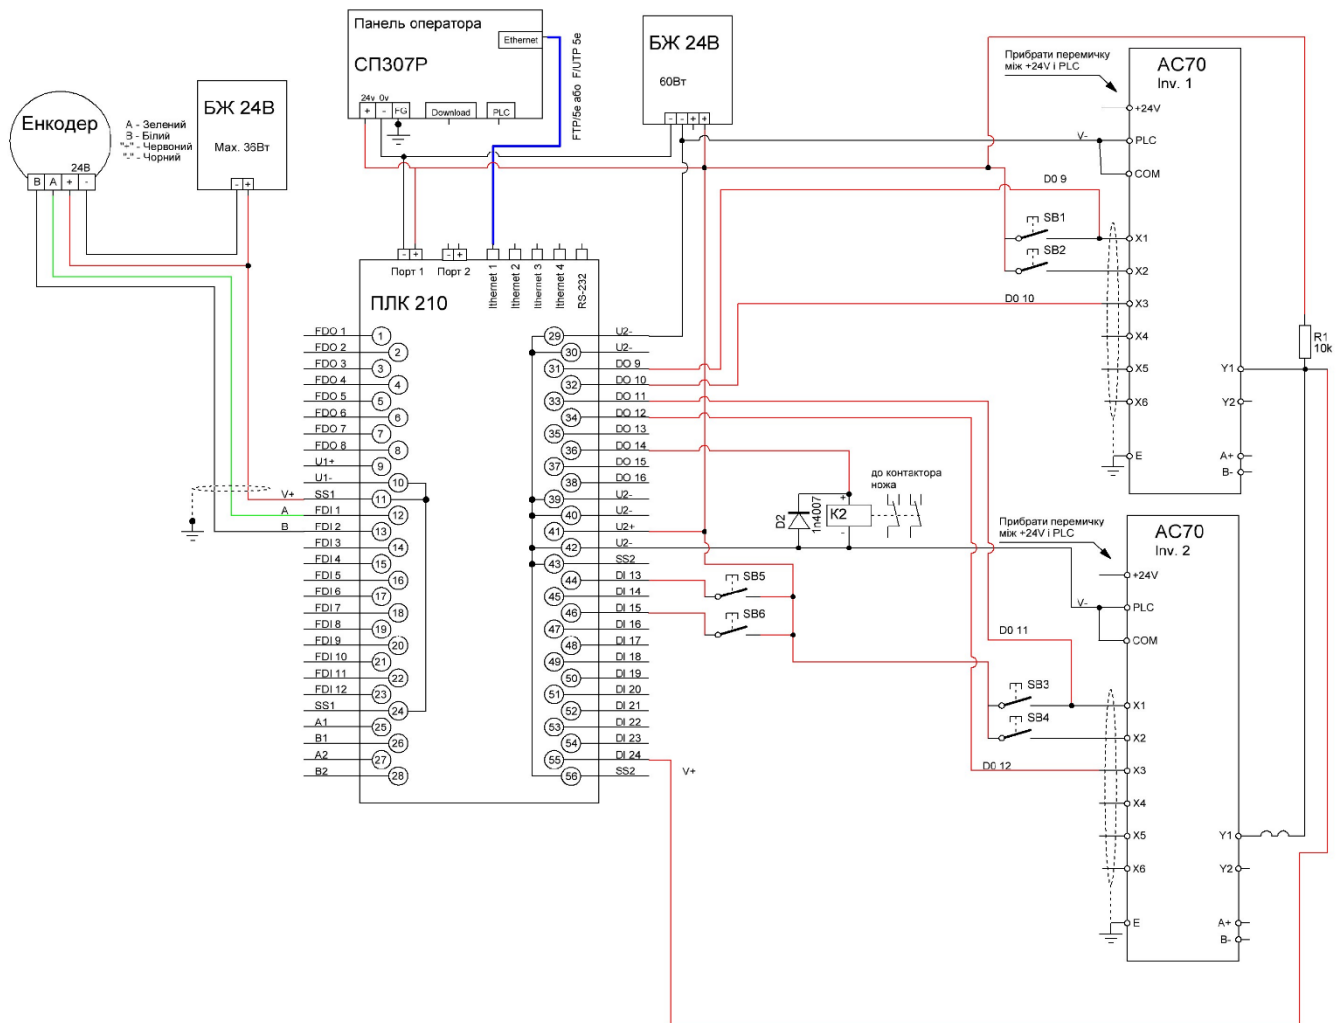 Панель оператора
Ethernet
СП307Р
24v 0v
+ - FG
Download
PLC
FTP/5e або F/UTP 5e
БЖ 24В
60Вт
- - + +
Енкодер
24В
B A + -
А - Зелений
В - Білий
"+" - Червоний
"-" - Чорний
БЖ 24В
Мах. 36Вт
- +
Прибрати перемичку
між +24V і PLC
AC70
Inv. 1
+24V
V-
PLC
COM
D0 9
SB1
X1
SB2
X2
D0 10
X3
X4
X5
X6
E
Y1
Y2
A+
B-
R1
10k
- +
Порт 1
- +
Порт 2
Ithernet 1
Ithernet 2
Ithernet 3
Ithernet 4
RS-232
ПЛК 210
FDO 1 1
FDO 2 2
FDO 3 3
FDO 4 4
FDO 5 5
FDO 6 6
FDO 7 7
FDO 8 8
U1+ 9
U1- 10
V+ SS1 11
A FDI 1 12
B FDI 2 13
FDI 3 14
FDI 4 15
FDI 5 16
FDI 6 17
FDI 7 18
FDI 8 19
FDI 9 20
FDI 10 21
FDI 11 22
FDI 12 23
SS1 24
A1 25
B1 26
A2 27
B2 28
29 U2-
30 U2-
31 DO 9
32 DO 10
33 DO 11
34 DO 12
35 DO 13
36 DO 14
37 DO 15
38 DO 16
39 U2-
40 U2-
41 U2+
42 U2-
43 SS2
44 DI 13
45 DI 14
46 DI 15
47 DI 16
48 DI 17
49 DI 18
50 DI 19
51 DI 20
52 DI 21
53 DI 22
54 DI 23
55 DI 24
56 SS2
V+
до контактора
ножа
D2
1n4007
+
K2
-
SB5
SB6
Прибрати перемичку
між +24V і PLC
AC70
Inv. 2
+24V
V-
PLC
COM
D0 11
SB3
X1
SB4
X2
D0 12
X3
X4
X5
X6
E
Y1
Y2
A+
B-